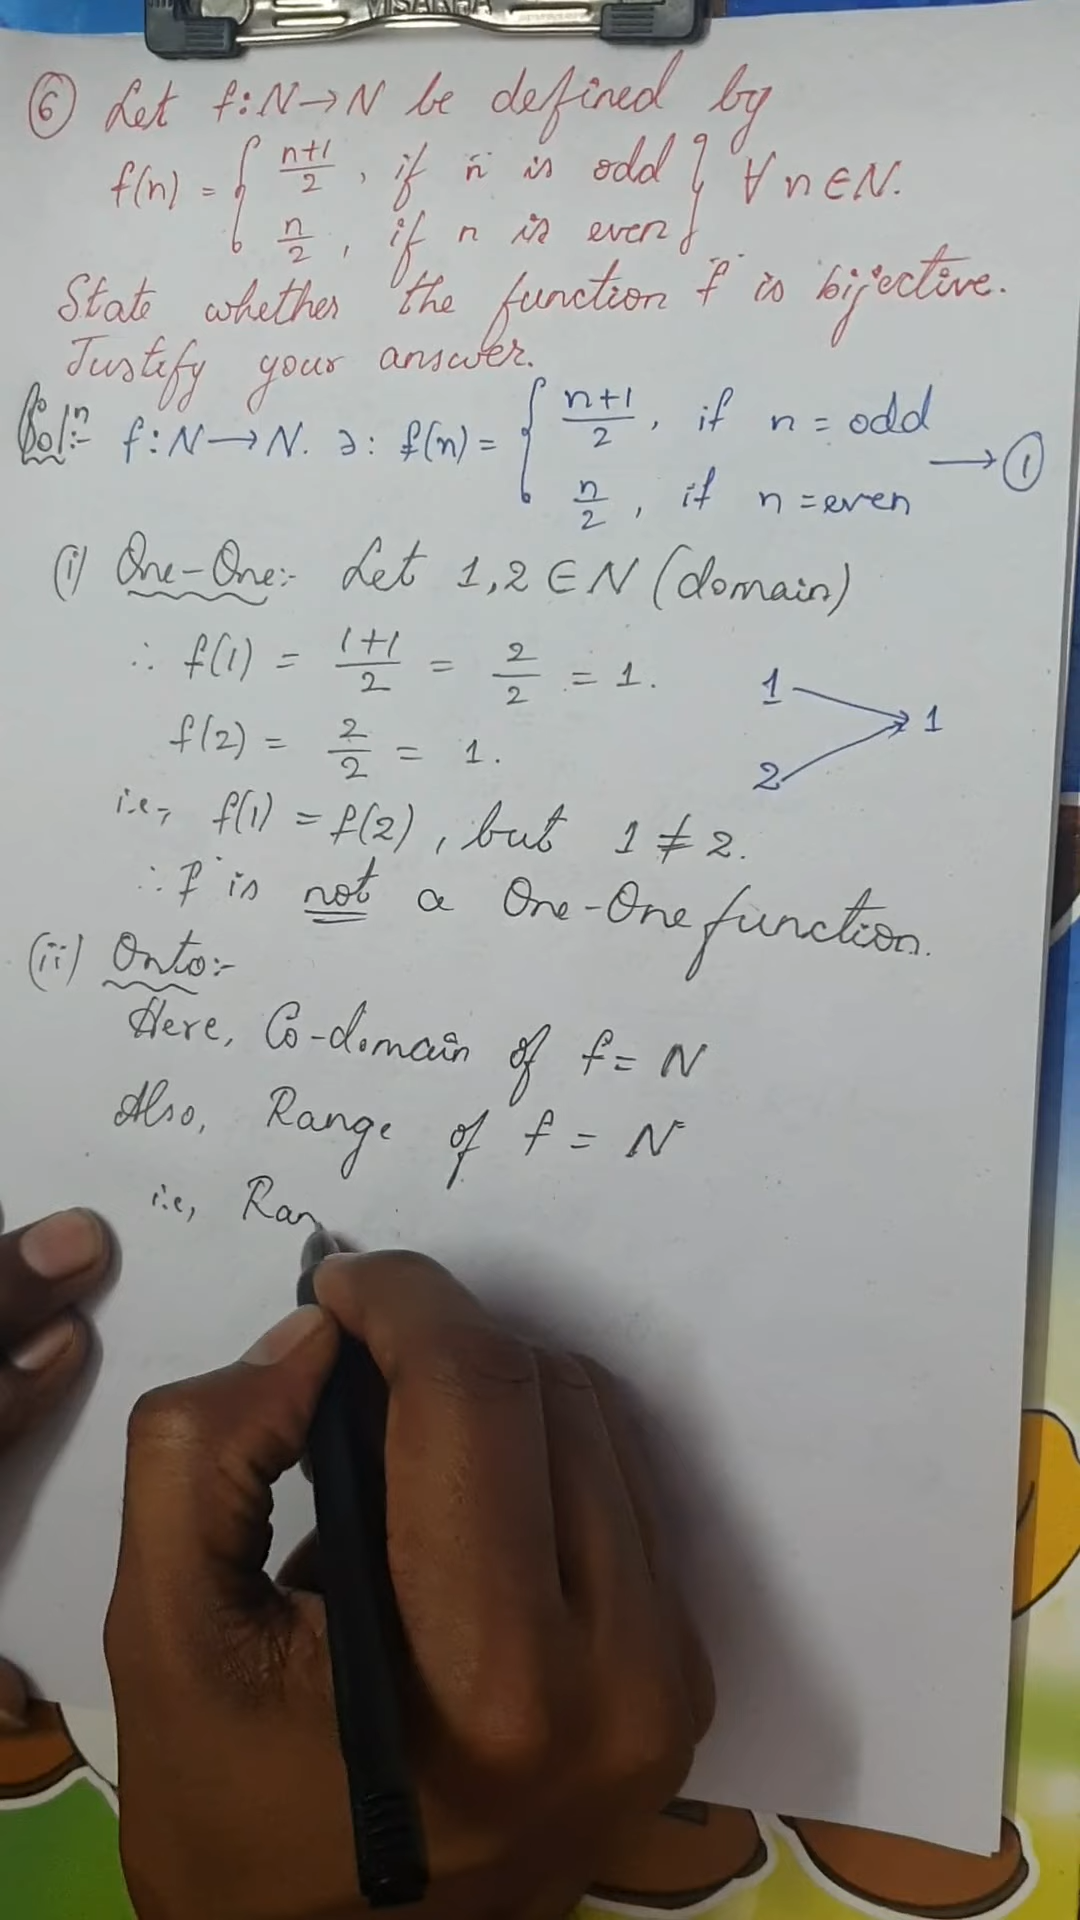 VISAKHA
⑥ Let f:N→N be defined by
f(n) = { n+1/2, if n is odd } ∀ n∈N.
n/2, if n is even
State whether the function f is bijective.
Justify your answer.
Solⁿ:- f:N→N. ∋: f(n) = { n+1/2, if n = odd
n/2, if n = even → ①
(i) One-One:- Let 1,2 ∈ N (domain)
∴ f(1) = 1+1/2 = 2/2 = 1.
f(2) = 2/2 = 1.
1
2
1
i.e., f(1) = f(2), but 1 ≠ 2.
∴ f is not a One-One function.
(ii) Onto:-
Here, Co-domain of f = N
Also, Range of f = N
i.e, Ran